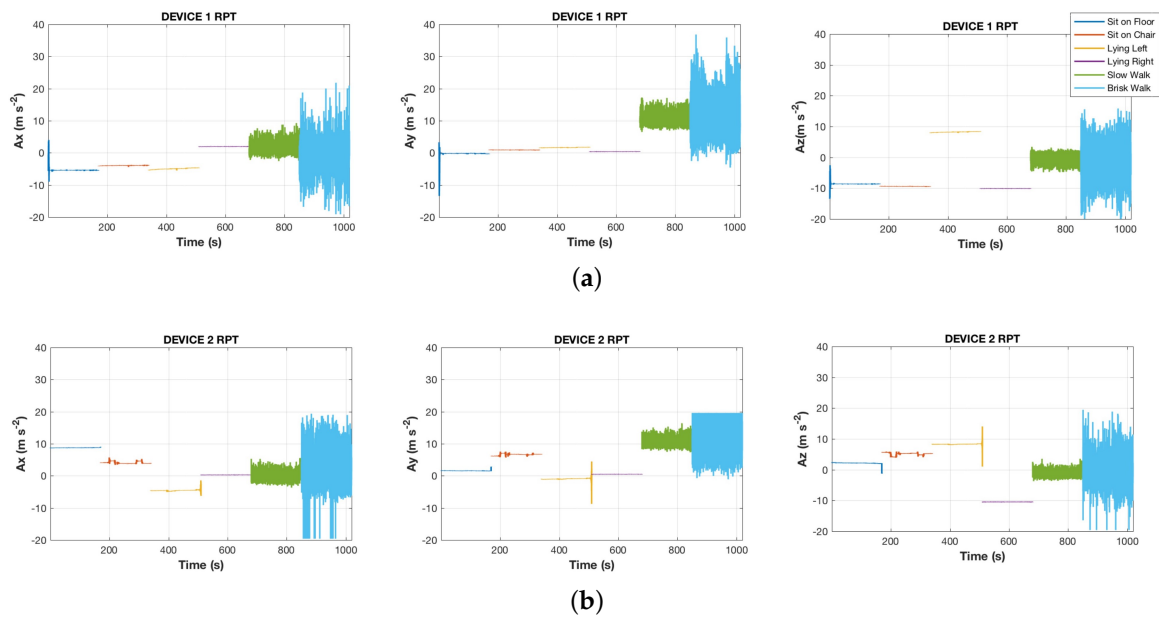 DEVICE 1 RPT
40
30
20
10
0
-10
-20
Ax (m s⁻²)
200 400 600 800 1000
Time (s)
DEVICE 1 RPT
40
30
20
10
0
-10
-20
Ay (m s⁻²)
200 400 600 800 1000
Time (s)
DEVICE 1 RPT
40
30
20
10
0
-10
-20
Az(m s⁻²)
200 400 600 800 1000
Time (s)
Sit on Floor
Sit on Chair
Lying Left
Lying Right
Slow Walk
Brisk Walk
(a)
DEVICE 2 RPT
40
30
20
10
0
-10
-20
Ax (m s⁻²)
200 400 600 800 1000
Time (s)
DEVICE 2 RPT
40
30
20
10
0
-10
-20
Ay (m s⁻²)
200 400 600 800 1000
Time (s)
DEVICE 2 RPT
40
30
20
10
0
-10
-20
Az (m s⁻²)
200 400 600 800 1000
Time (s)
(b)